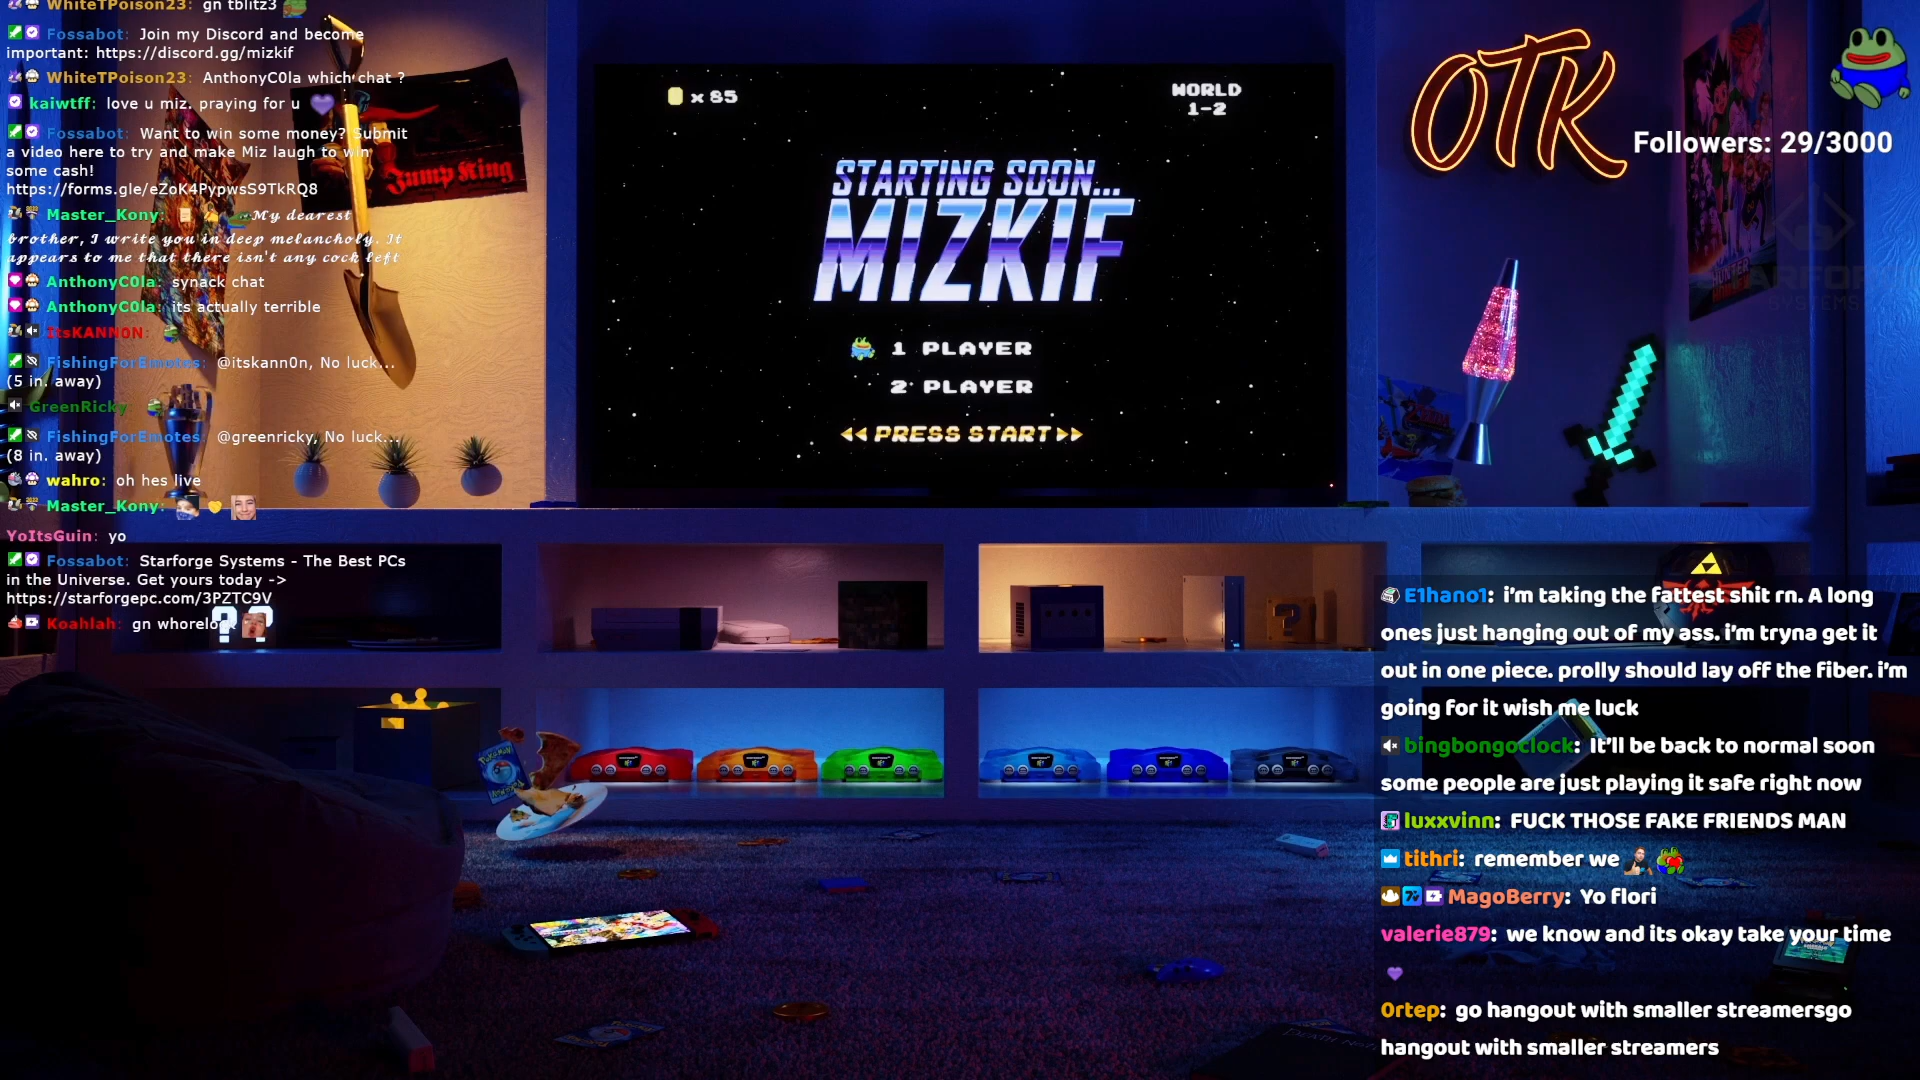 WhiteTPoison23: gn tblitz3
Fossabot: Join my Discord and become
important: https://discord.gg/mizkif
WhiteTPoison23: AnthonyC0la which chat ?
kaiwtff: love u miz. praying for u
Fossabot: Want to win some money? Submit
a video here to try and make Miz laugh to win
some cash!
https://forms.gle/eZoK4PypwsS9TkRQ8
Master_Kony: My dearest
brother, I write you in deep melancholy. It
appears to me that there isn't any cock left
AnthonyC0la: synack chat
AnthonyC0la: its actually terrible
ItsKANN0N:
FishingForEmotes: @itskann0n, No luck...
(5 in. away)
GreenRicky:
FishingForEmotes: @greenricky, No luck...
(8 in. away)
wahro: oh hes live
Master_Kony:
YoItsGuin: yo
Fossabot: Starforge Systems - The Best PCs
in the Universe. Get yours today ->
https://starforgepc.com/3PZTC9V
Koahlah: gn whorelock
Jump King
x 85
WORLD
1-2
STARTING SOON...
MIZKIF
1 PLAYER
2 PLAYER
PRESS START
OTK
Followers: 29/3000
HUNTER
E1hano1: i'm taking the fattest shit rn. A long
ones just hanging out of my ass. i'm tryna get it
out in one piece. prolly should lay off the fiber. i'm
going for it wish me luck
bingbongoclock: It'll be back to normal soon
some people are just playing it safe right now
luxxvinn: FUCK THOSE FAKE FRIENDS MAN
tithri: remember we
MagoBerry: Yo flori
valerie879: we know and its okay take your time
0rtep: go hangout with smaller streamersgo
hangout with smaller streamers